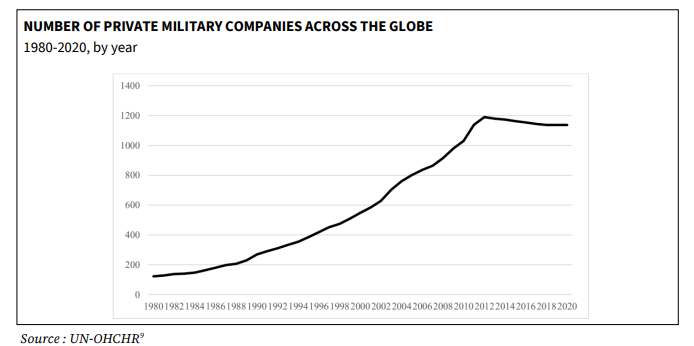 NUMBER OF PRIVATE MILITARY COMPANIES ACROSS THE GLOBE
1980-2020, by year
1400
1200
1000
800
600
400
200
0
1980 1982 1984 1986 1988 1990 1992 1994 1996 1998 2000 2002 2004 2006 2008 2010 2012 2014 2016 2018 2020
Source : UN-OHCHR⁹